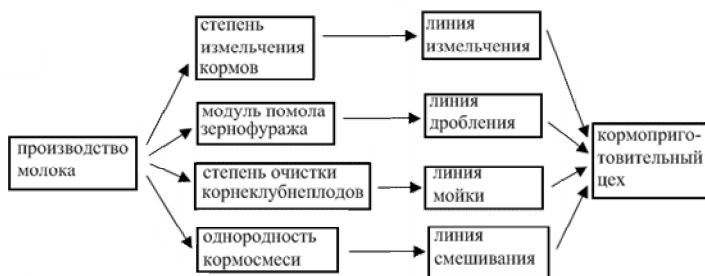 производство
молока
степень
измельчения
кормов
линия
измельчения
модуль помола
зернофуража
линия
дробления
степень очистки
корнеклубнеплодов
линия
мойки
однородность
кормосмеси
линия
смешивания
кормоприго-
товительный
цех